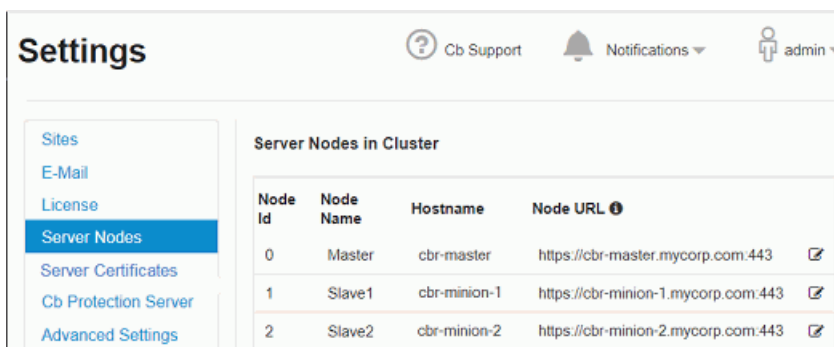 Settings
? Cb Support
Notifications
admin
Sites
E-Mail
License
Server Nodes
Server Certificates
Cb Protection Server
Advanced Settings
Server Nodes in Cluster
Node Id Node Name Hostname Node URL
0 Master cbr-master https://cbr-master.mycorp.com:443
1 Slave1 cbr-minion-1 https://cbr-minion-1.mycorp.com:443
2 Slave2 cbr-minion-2 https://cbr-minion-2.mycorp.com:443